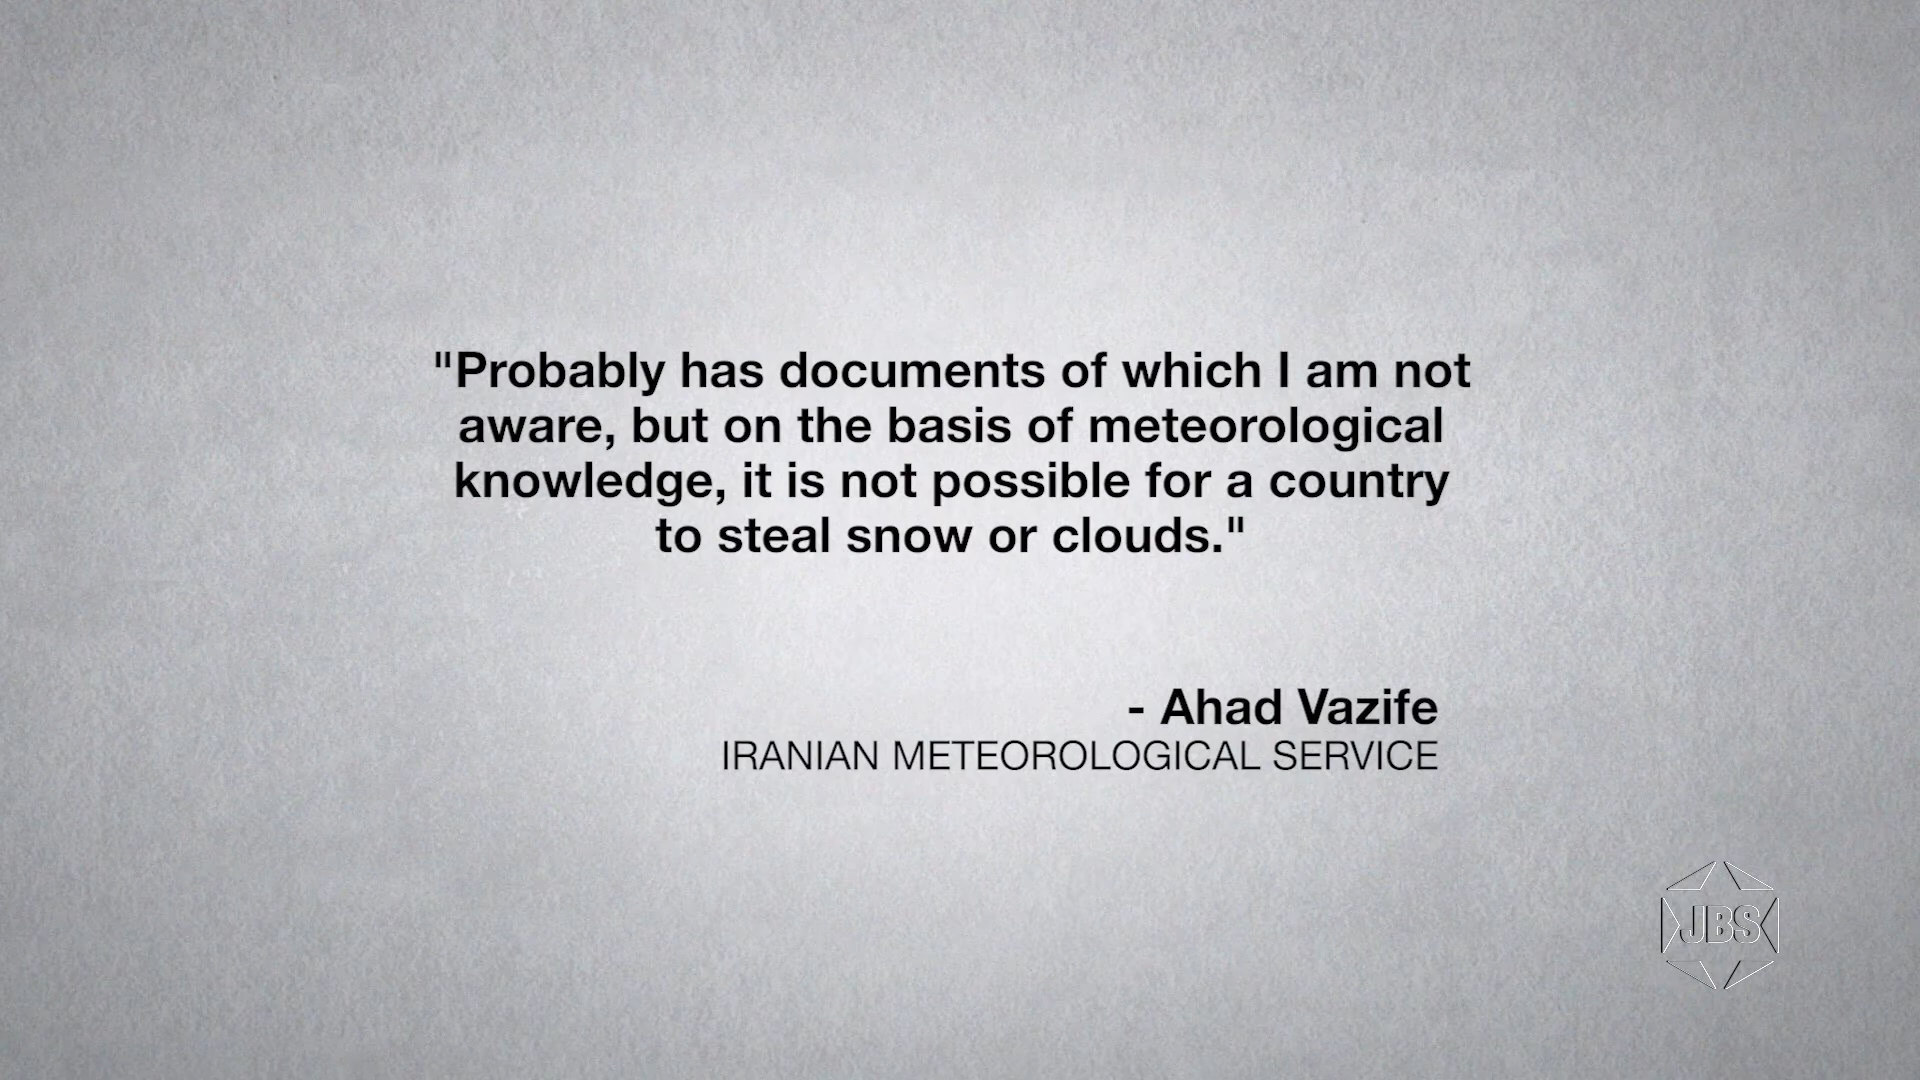 "Probably has documents of which I am not
aware, but on the basis of meteorological
knowledge, it is not possible for a country
to steal snow or clouds."
- Ahad Vazife
IRANIAN METEOROLOGICAL SERVICE
JBS